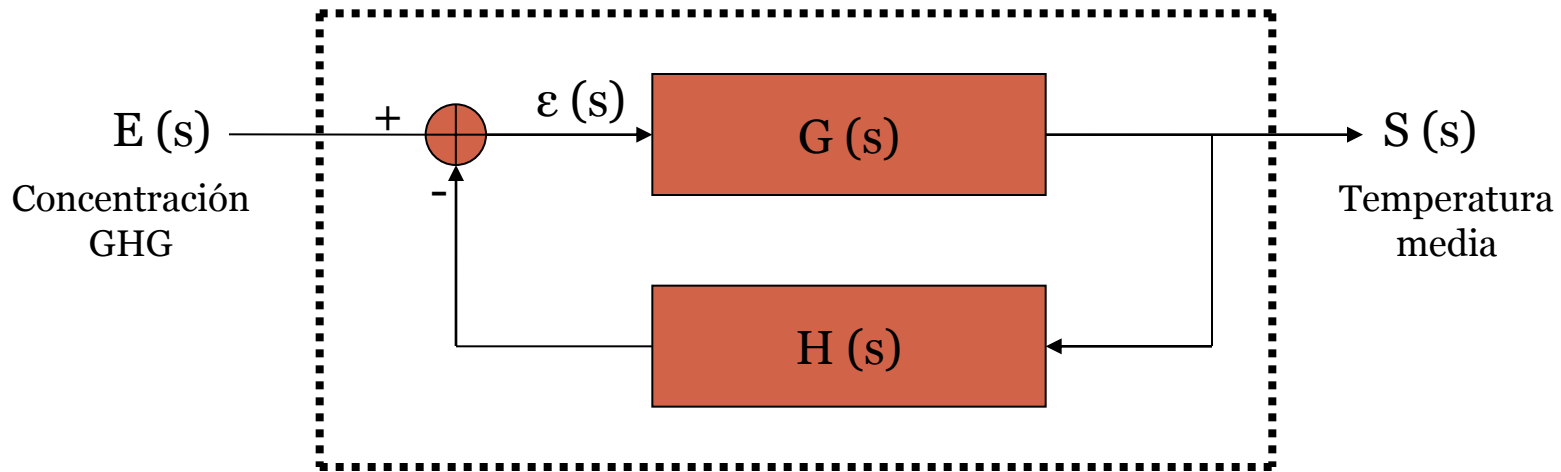 E (s)
Concentración
GHG
+
-
ε (s)
G (s)
H (s)
S (s)
Temperatura
media